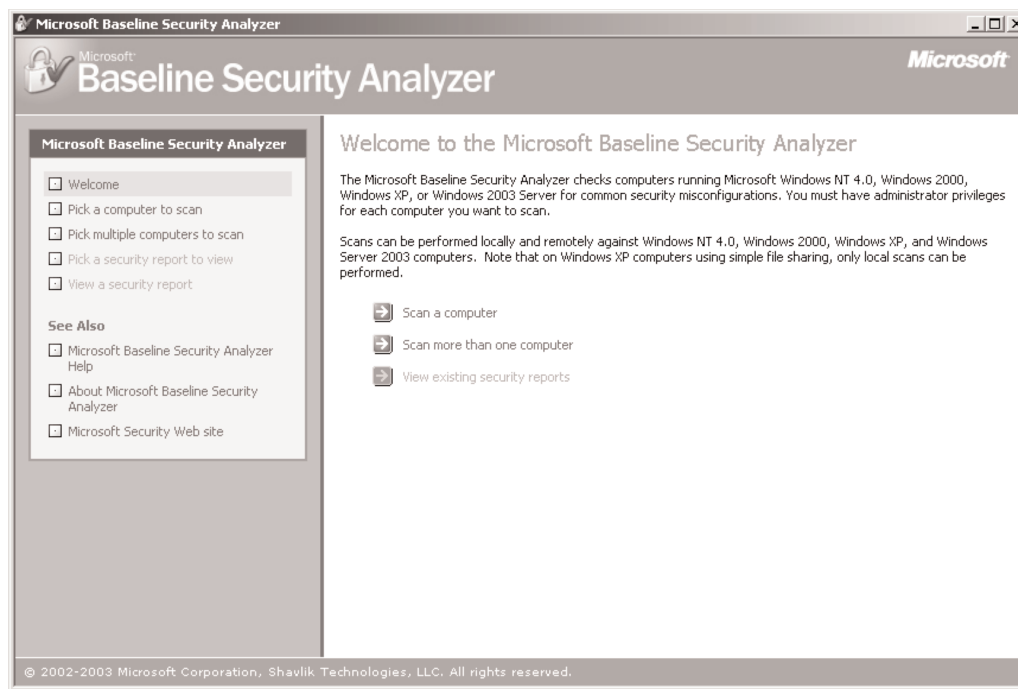 Microsoft Baseline Security Analyzer
Microsoft
Baseline Security Analyzer
Microsoft
Microsoft Baseline Security Analyzer
Welcome
Pick a computer to scan
Pick multiple computers to scan
Pick a security report to view
View a security report
See Also
Microsoft Baseline Security Analyzer
Help
About Microsoft Baseline Security
Analyzer
Microsoft Security Web site
Welcome to the Microsoft Baseline Security Analyzer
The Microsoft Baseline Security Analyzer checks computers running Microsoft Windows NT 4.0, Windows 2000,
Windows XP, or Windows 2003 Server for common security misconfigurations. You must have administrator privileges
for each computer you want to scan.
Scans can be performed locally and remotely against Windows NT 4.0, Windows 2000, Windows XP, and Windows
Server 2003 computers.  Note that on Windows XP computers using simple file sharing, only local scans can be
performed.
Scan a computer
Scan more than one computer
View existing security reports
© 2002-2003 Microsoft Corporation, Shavlik Technologies, LLC. All rights reserved.